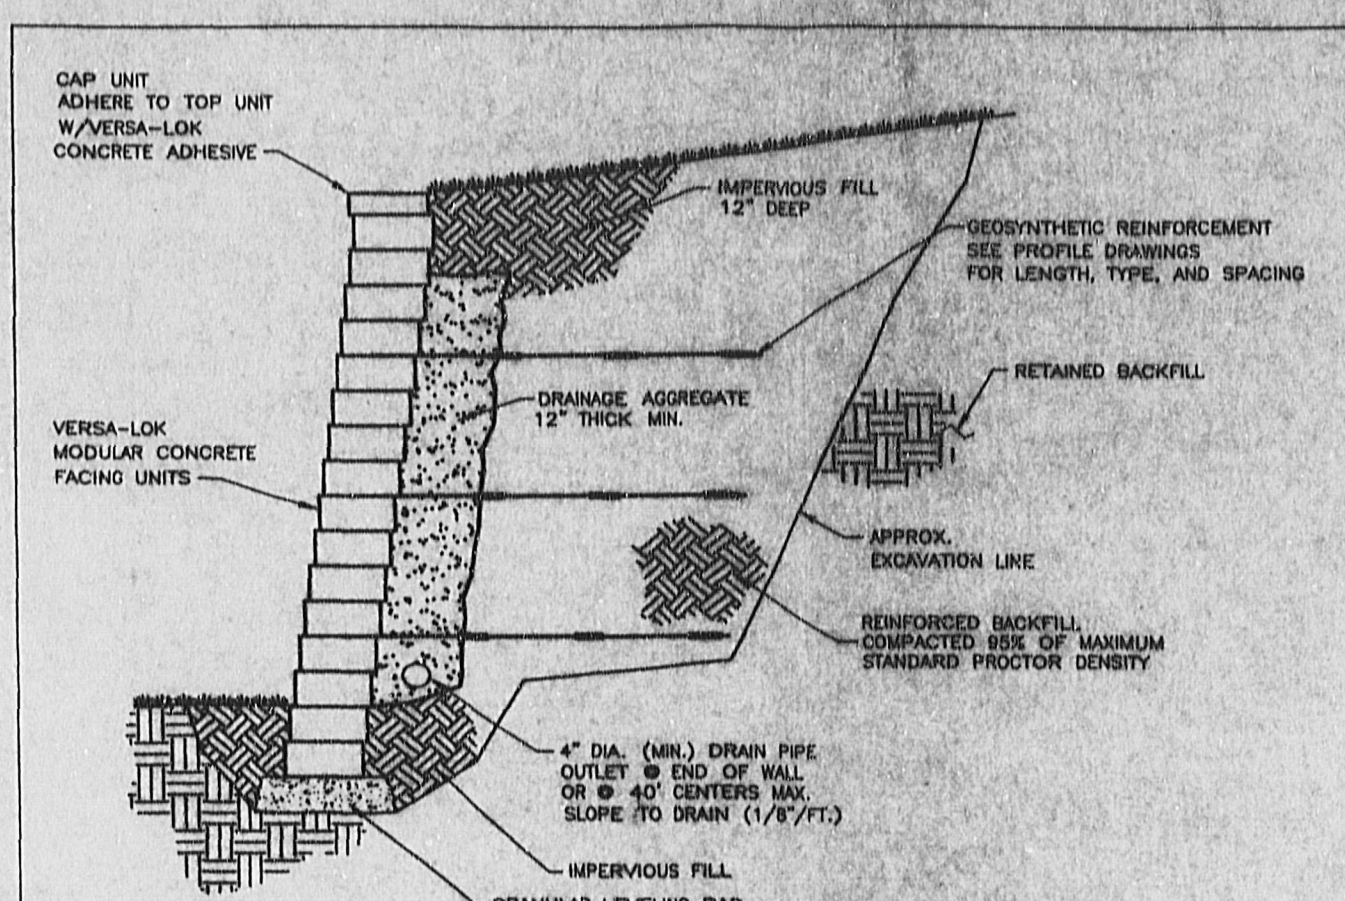 CAP UNIT
ADHERE TO TOP UNIT
W/VERSA-LOK
CONCRETE ADHESIVE
IMPERVIOUS FILL
12" DEEP
GEOSYNTHETIC REINFORCEMENT
SEE PROFILE DRAWINGS
FOR LENGTH, TYPE, AND SPACING
RETAINED BACKFILL
DRAINAGE AGGREGATE
12" THICK MIN.
VERSA-LOK
MODULAR CONCRETE
FACING UNITS
APPROX.
EXCAVATION LINE
REINFORCED BACKFILL
COMPACTED 95% OF MAXIMUM
STANDARD PROCTOR DENSITY
4" DIA. (MIN.) DRAIN PIPE
OUTLET @ END OF WALL
OR @ 40' CENTERS MAX.
SLOPE TO DRAIN (1/8"/FT.)
IMPERVIOUS FILL
GRANULAR LEVELING PAD